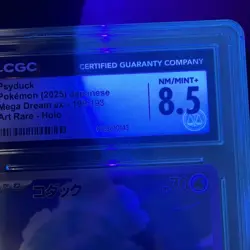 CGC CERTIFIED GUARANTY COMPANY
Psyduck
Pokémon (2025) Japanese
Mega Dream ex
Art Rare - Holo
NM/MINT+
8.5
コダック